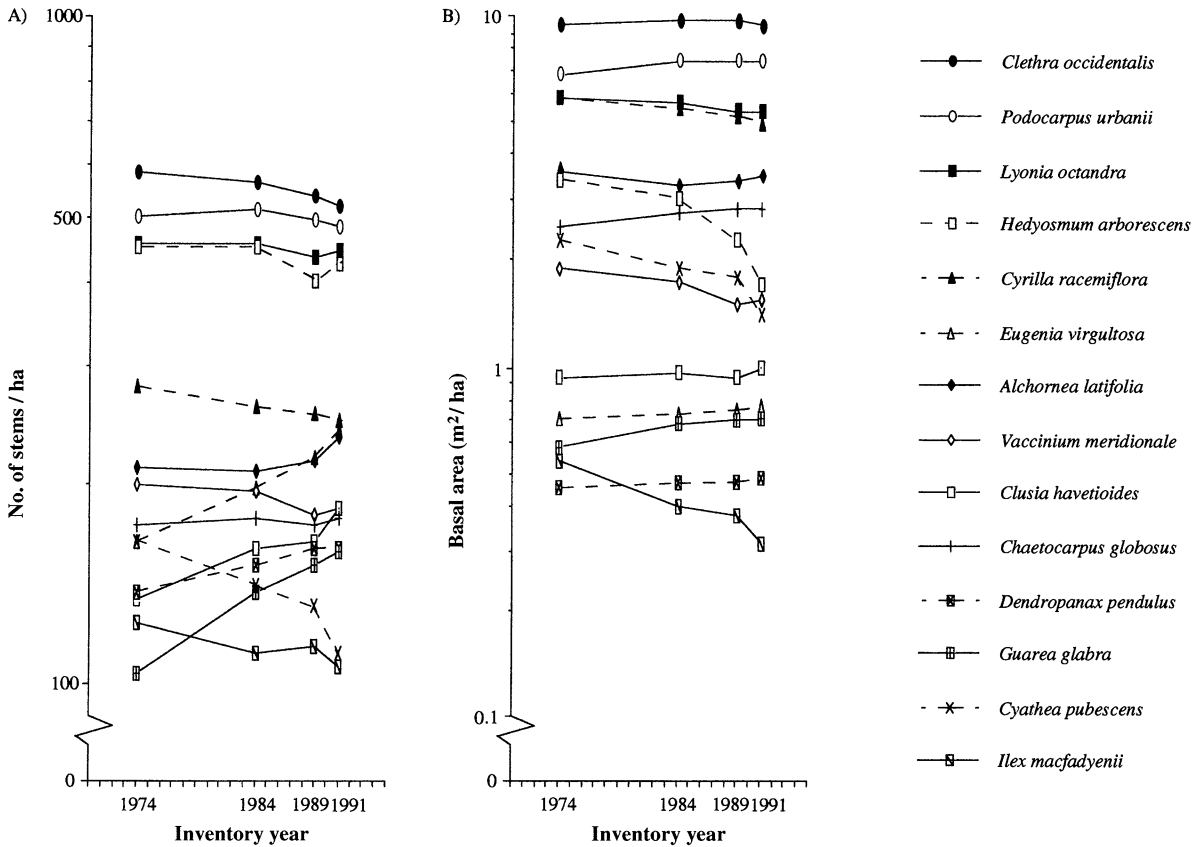 A)
1000
500
100
0
No. of stems / ha
1974 1984 1989 1991
Inventory year
B)
10
1
0.1
0
Basal area (m²/ ha)
1974 1984 1989 1991
Inventory year
Clethra occidentalis
Podocarpus urbanii
Lyonia octandra
Hedyosmum arborescens
Cyrilla racemiflora
Eugenia virgultosa
Alchornea latifolia
Vaccinium meridionale
Clusia havetioides
Chaetocarpus globosus
Dendropanax pendulus
Guarea glabra
Cyathea pubescens
Ilex macfadyenii